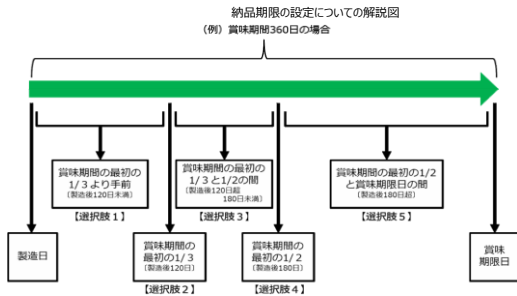 納品期限の設定についての解説図
（例）賞味期間360日の場合
賞味期間の最初の
1/3より手前
（製造後120日未満）
【選択肢１】
賞味期間の最初の
1/3と1/2の間
（製造後120日超
180日未満）
【選択肢３】
賞味期間の最初の1/2
と賞味期限日の間
（製造後180日超）
【選択肢５】
製造日
賞味期間の
最初の1/3
（製造後120日）
【選択肢２】
賞味期間の
最初の1/2
（製造後180日）
【選択肢４】
賞味
期限日